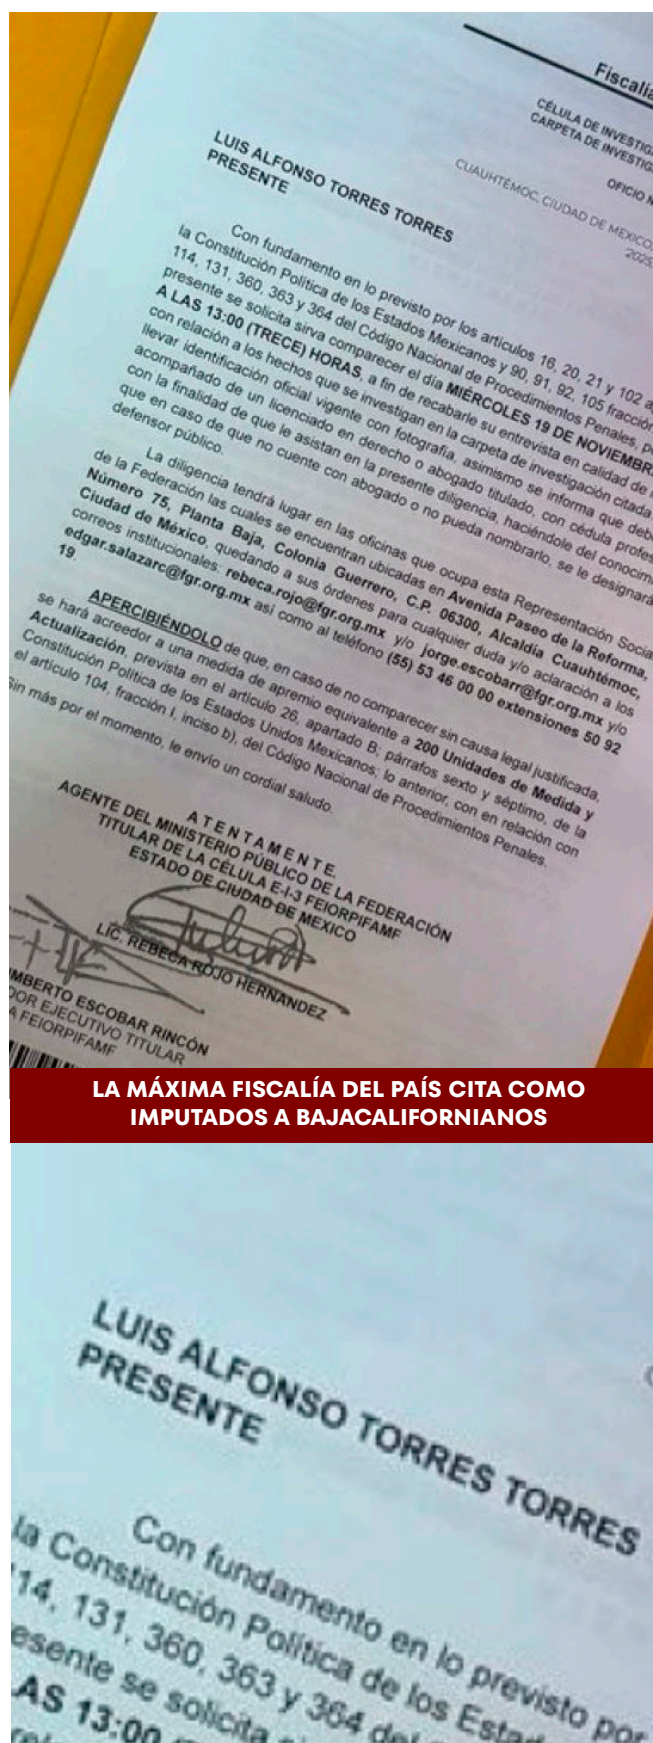 Fiscalía
CÉLULA DE INVESTIG
CARPETA DE INVESTIG
OFICIO N
CUAUHTÉMOC, CIUDAD DE MEXICO,
2025
LUIS ALFONSO TORRES TORRES
PRESENTE
Con fundamento en lo previsto por los artículos 16, 20, 21 y 102 a
la Constitución Política de los Estados Mexicanos y 90, 91, 92, 105 fracción
114, 131, 360, 363 y 364 del Código Nacional de Procedimientos Penales, p
presente se solicita sirva comparecer el día MIÉRCOLES 19 DE NOVIEMBR
A LAS 13:00 (TRECE) HORAS, a fin de recabarle su entrevista en calidad de
con relación a los hechos que se investigan en la carpeta de investigación citada
llevar identificación oficial vigente con fotografía, asimismo se informa que deb
acompañado de un licenciado en derecho o abogado titulado, con cédula profes
con la finalidad de que le asistan en la presente diligencia, haciéndole del conocim
que en caso de que no cuente con abogado o no pueda nombrarlo, se le designará
defensor público.
La diligencia tendrá lugar en las oficinas que ocupa esta Representación Social
de la Federación las cuales se encuentran ubicadas en Avenida Paseo de la Reforma,
Número 75, Planta Baja, Colonia Guerrero, C.P. 06300, Alcaldía Cuauhtémoc,
Ciudad de México, quedando a sus órdenes para cualquier duda y/o aclaración a los
correos institucionales: rebeca.rojo@fgr.org.mx y/o jorge.escobarr@fgr.org.mx y/o
edgar.salazarc@fgr.org.mx así como al teléfono (55) 53 46 00 00 extensiones 50 92
19.
APERCIBIÉNDOLO de que, en caso de no comparecer sin causa legal justificada,
se hará acreedor a una medida de apremio equivalente a 200 Unidades de Medida y
Actualización, prevista en el artículo 26, apartado B; párrafos sexto y séptimo, de la
Constitución Política de los Estados Unidos Mexicanos; lo anterior, con en relación con
el artículo 104, fracción I, inciso b), del Código Nacional de Procedimientos Penales.
Sin más por el momento, le envío un cordial saludo.
A T E N T A M E N T E.
AGENTE DEL MINISTERIO PÚBLICO DE LA FEDERACIÓN
TITULAR DE LA CÉLULA E-I-3 FEIORPIFAMF
ESTADO DE CIUDAD DE MEXICO
LIC. REBECA ROJO HERNÁNDEZ
MBERTO ESCOBAR RINCÓN
DOR EJECUTIVO TITULAR
A FEIORPIFAMF
LA MÁXIMA FISCALÍA DEL PAÍS CITA COMO
IMPUTADOS A BAJACALIFORNIANOS
LUIS ALFONSO TORRES TORRES
PRESENTE
Con fundamento en lo previsto por
la Constitución Política de los Estad
114, 131, 360, 363 y 364 del
esente se solicita
LAS 13:00